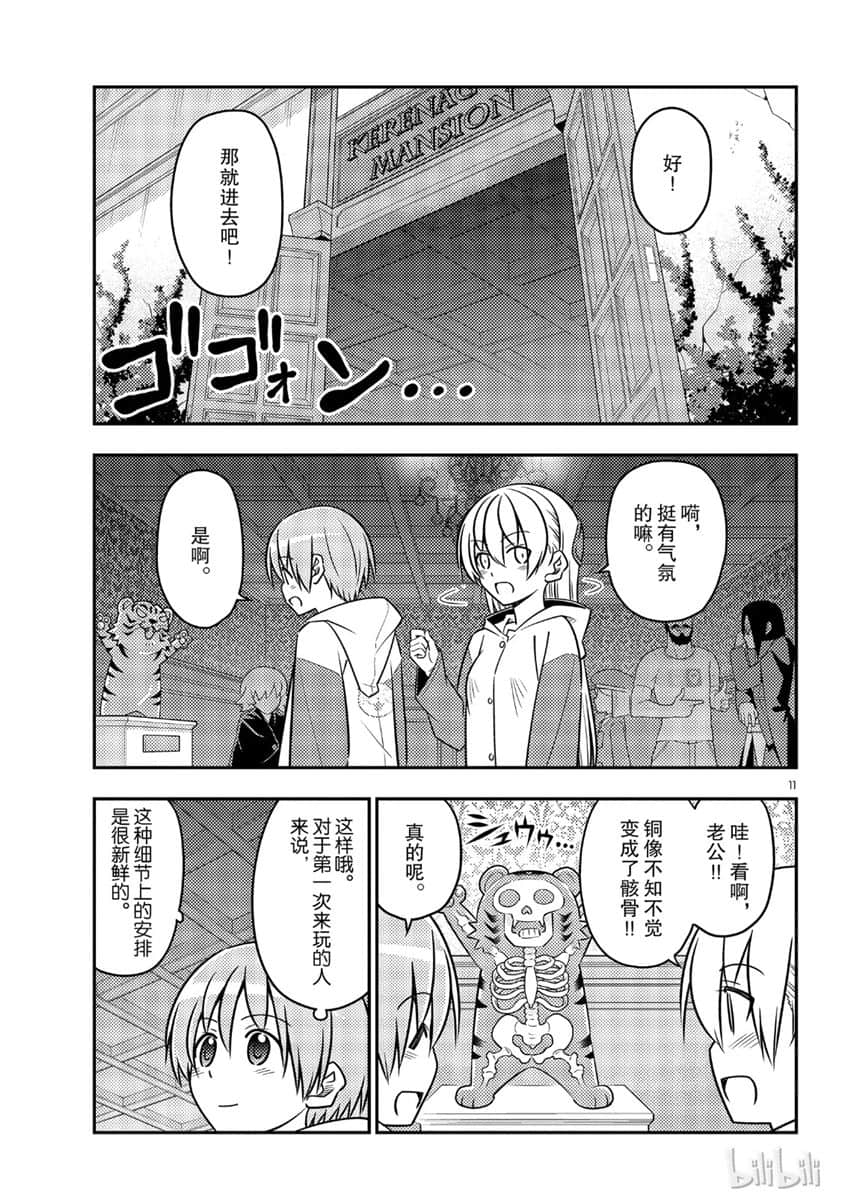 好！
KERENAC
MANSION
那
就
进
去
吧！
ゴゴォン...
嗬，
挺有气氛
的嘛。
是啊。
11
哇！看啊，
老公!!
铜像不知不觉
变成了骸骨!!
シュウゥ...
真的呢。
这样哦。
对于第一次来玩的人
来说，
这种细节上的安排
是很新鲜的。
bilibili